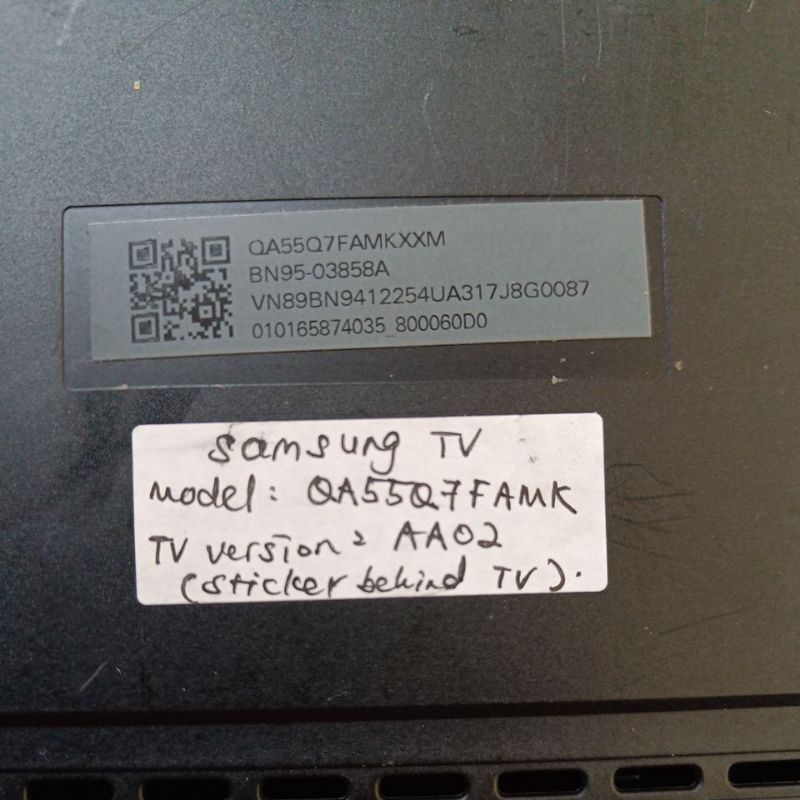 QA55Q7FAMKXXM
BN95-03858A
VN89BN9412254UA317J8G0087
010165874035_800060D0
Samsung TV
Model: QA55Q7FAMK
TV version: AA02
(Sticker behind TV).